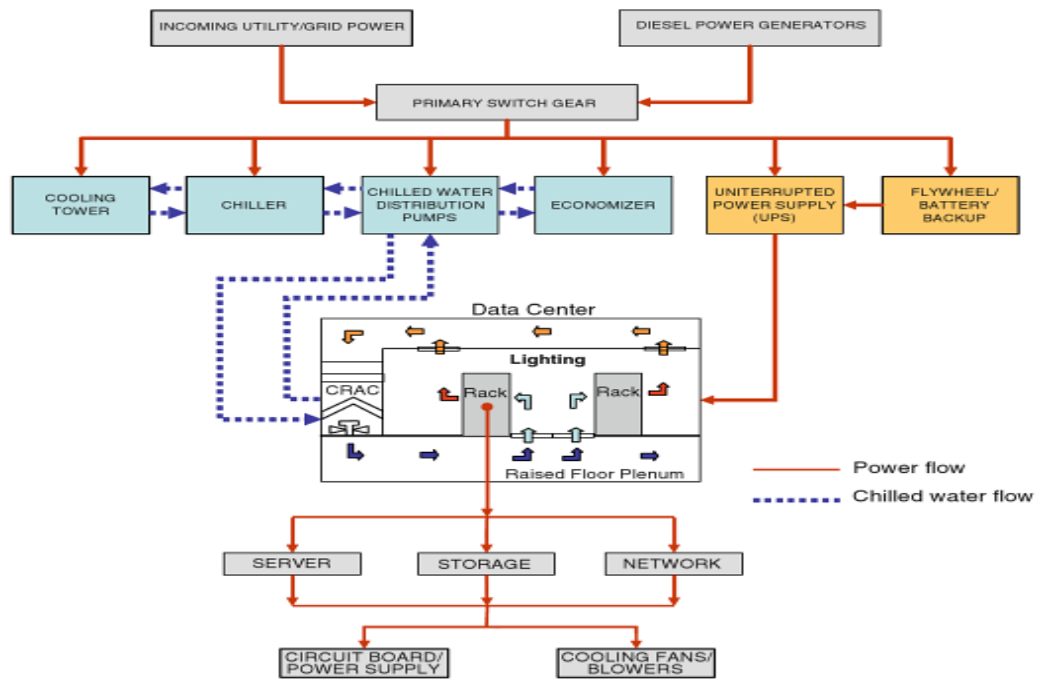 INCOMING UTILITY/GRID POWER
DIESEL POWER GENERATORS
PRIMARY SWITCH GEAR
COOLING
TOWER
CHILLER
CHILLED WATER
DISTRIBUTION
PUMPS
ECONOMIZER
UNITERRUPTED
POWER SUPPLY
(UPS)
FLYWHEEL/
BATTERY
BACKUP
Data Center
Lighting
CRAC
Rack
Rack
Raised Floor Plenum
Power flow
Chilled water flow
SERVER
STORAGE
NETWORK
CIRCUIT BOARD/
POWER SUPPLY
COOLING FANS/
BLOWERS